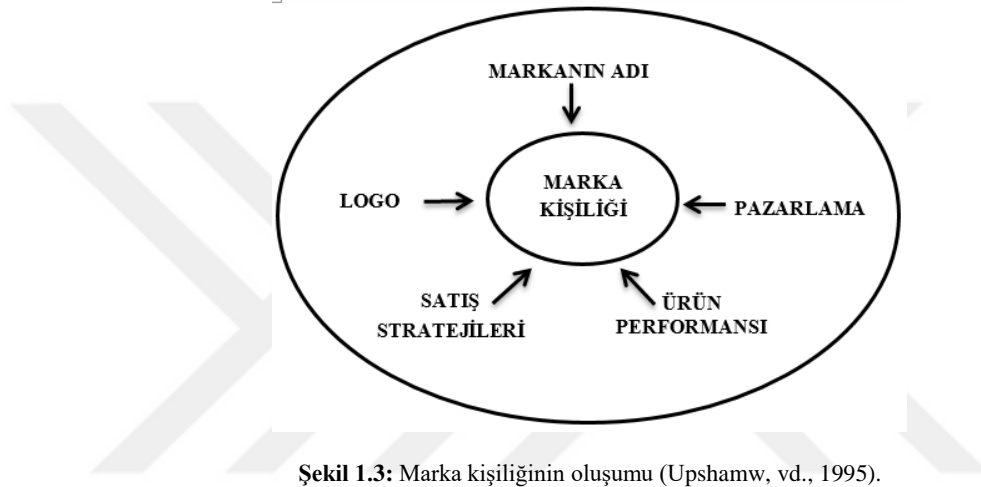 MARKANIN ADI
LOGO
MARKA
KİŞİLİĞİ
PAZARLAMA
SATIŞ
STRATEJİLERİ
ÜRÜN
PERFORMANSI
Şekil 1.3: Marka kişiliğinin oluşumu (Upshamw, vd., 1995).